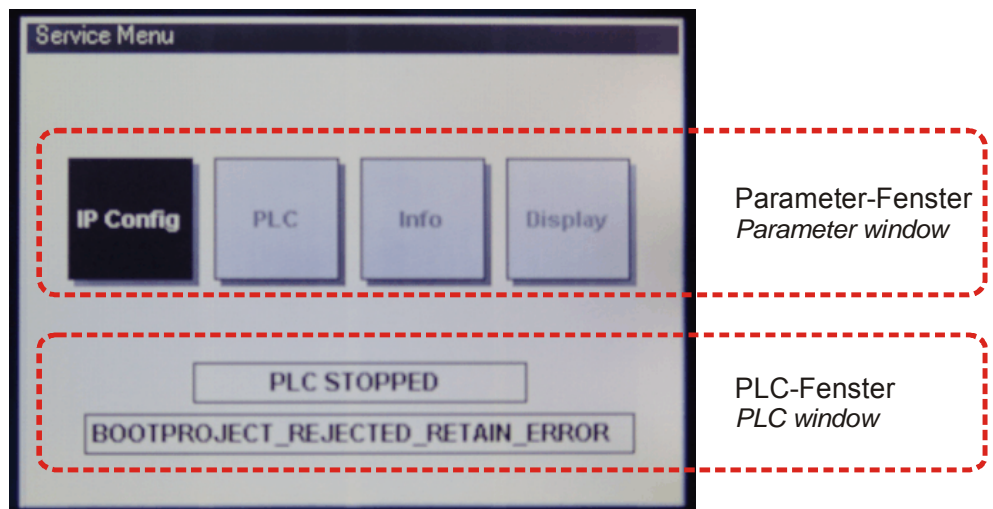 Service Menu
IP Config
PLC
Info
Display
Parameter-Fenster
Parameter window
PLC STOPPED
BOOTPROJECT_REJECTED_RETAIN_ERROR
PLC-Fenster
PLC window